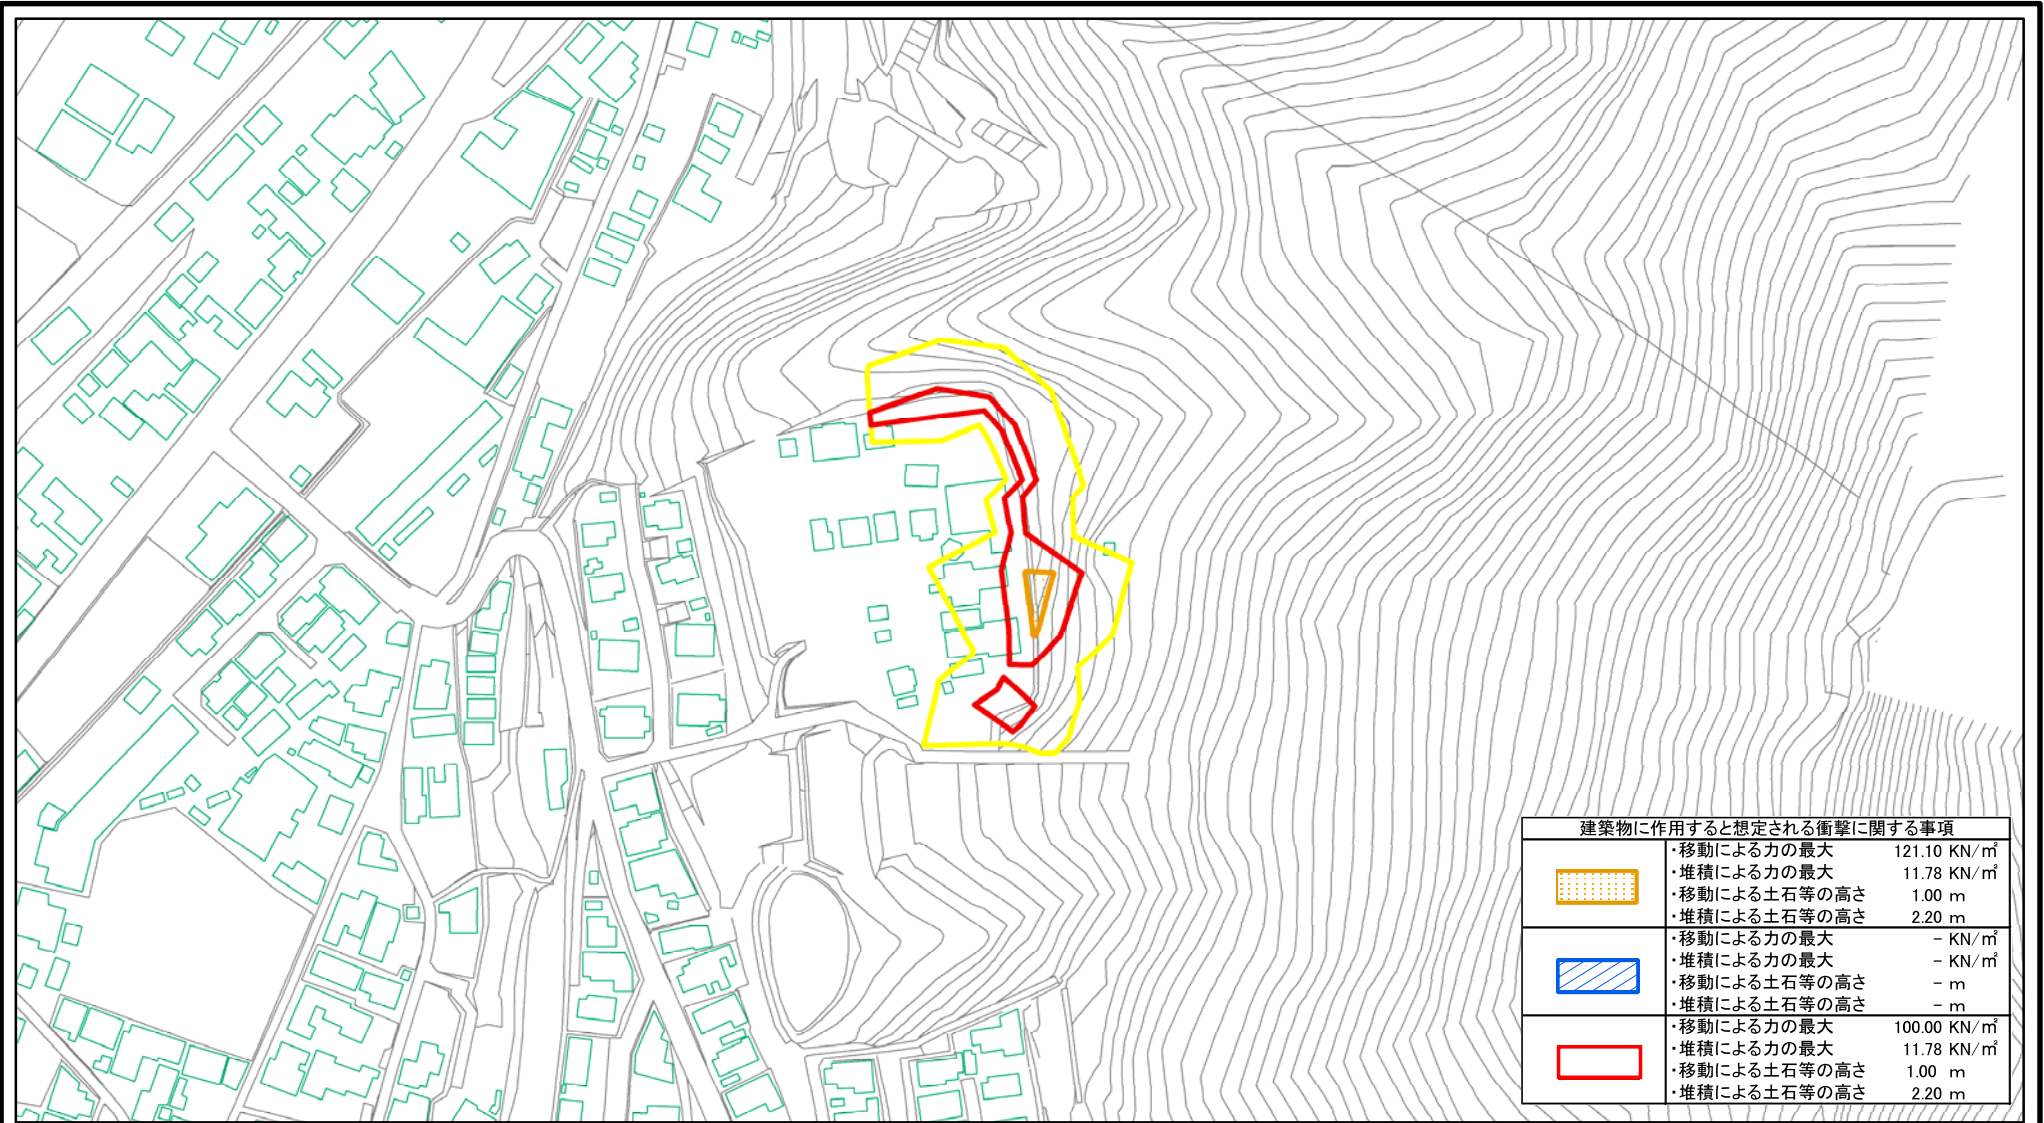 建築物に作用すると想定される衝撃に関する事項
・移動による力の最大 121.10 KN/㎡
・堆積による力の最大 11.78 KN/㎡
・移動による土石等の高さ 1.00 m
・堆積による土石等の高さ 2.20 m
・移動による力の最大 - KN/㎡
・堆積による力の最大 - KN/㎡
・移動による土石等の高さ - m
・堆積による土石等の高さ - m
・移動による力の最大 100.00 KN/㎡
・堆積による力の最大 11.78 KN/㎡
・移動による土石等の高さ 1.00 m
・堆積による土石等の高さ 2.20 m